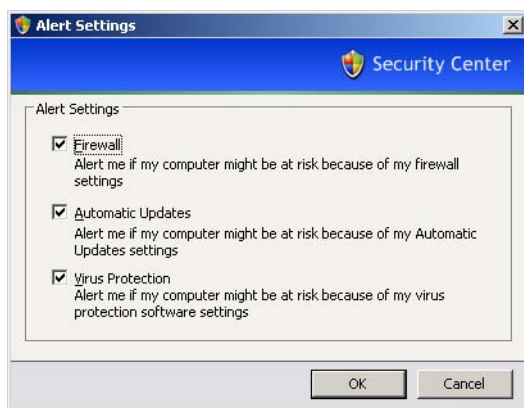 Alert Settings
Security Center
Alert Settings
Firewall
Alert me if my computer might be at risk because of my firewall
settings
Automatic Updates
Alert me if my computer might be at risk because of my Automatic
Updates settings
Virus Protection
Alert me if my computer might be at risk because of my virus
protection software settings
OK
Cancel